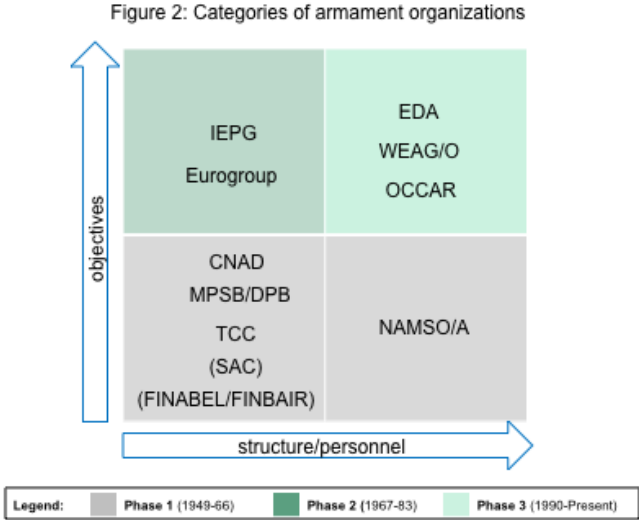 Figure 2: Categories of armament organizations
objectives
IEPG
Eurogroup
EDA
WEAG/O
OCCAR
CNAD
MPSB/DPB
TCC
(SAC)
(FINABEL/FINBAIR)
NAMSO/A
structure/personnel
Legend: Phase 1 (1949-66) Phase 2 (1967-83) Phase 3 (1990-Present)